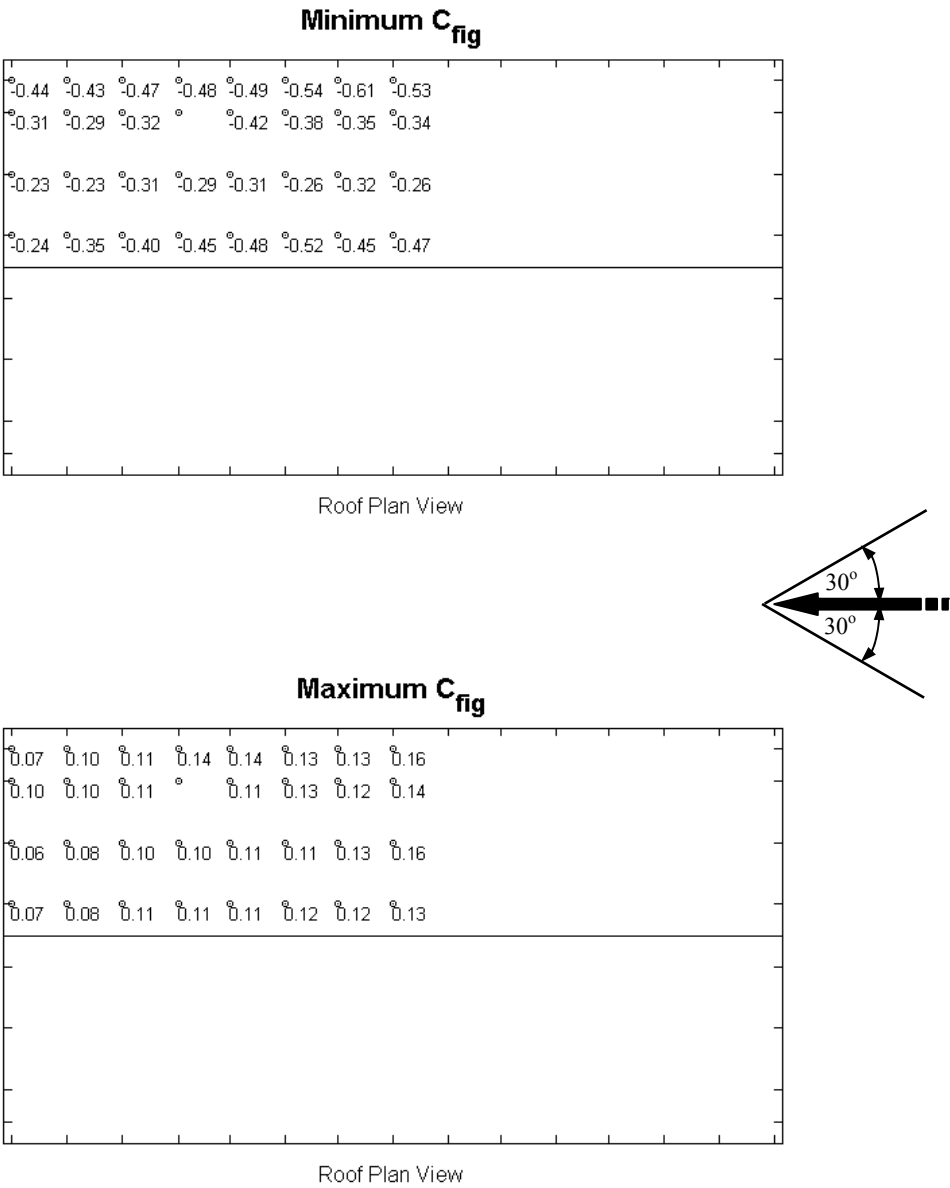 Minimum Cfig
-0.44 -0.43 -0.47 -0.48 -0.49 -0.54 -0.61 -0.53
-0.31 -0.29 -0.32 -0.42 -0.38 -0.35 -0.34
-0.23 -0.23 -0.31 -0.29 -0.31 -0.26 -0.32 -0.26
-0.24 -0.35 -0.40 -0.45 -0.48 -0.52 -0.45 -0.47
Roof Plan View
30°
30°
Maximum Cfig
0.07 0.10 0.11 0.14 0.14 0.13 0.13 0.16
0.10 0.10 0.11 0.11 0.13 0.12 0.14
0.06 0.08 0.10 0.10 0.11 0.11 0.13 0.16
0.07 0.08 0.11 0.11 0.11 0.12 0.12 0.13
Roof Plan View